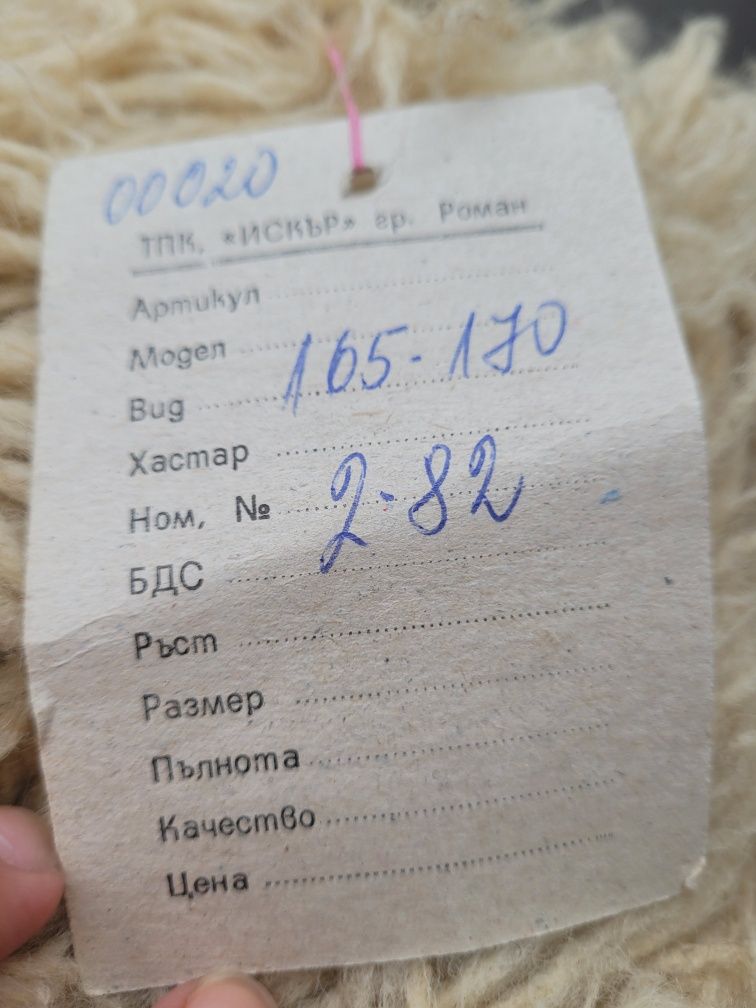 00020
ТПК, «ИСКЪР» гр. Роман
Артикул
Модел
165-170
Вид
Хастар
Ном, № 2-82
БДС
Ръст
Размер
Пълнота
Качество
Цена